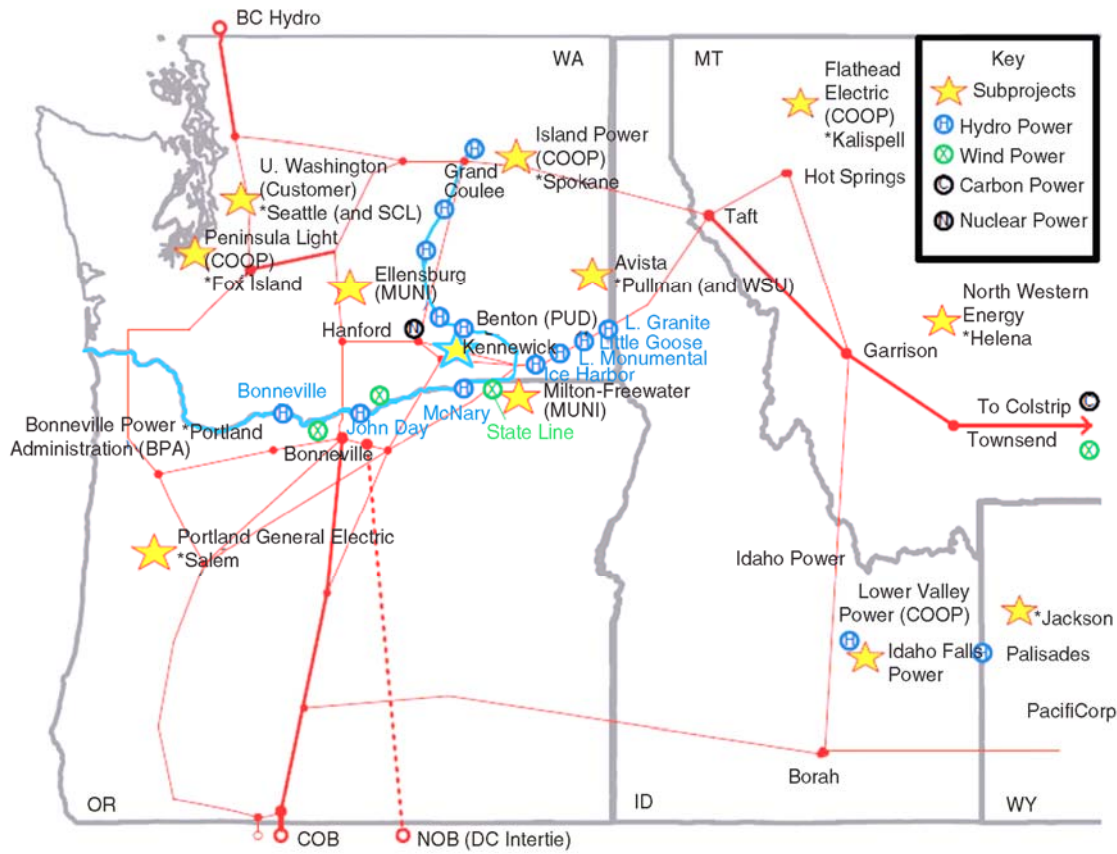 BC Hydro
WA
MT
Key
Subprojects
Hydro Power
Wind Power
Carbon Power
Nuclear Power
H
X
C
N
Flathead
Electric
(COOP)
*Kalispell
Island Power
(COOP)
*Spokane
H
Grand
Coulee
U. Washington
(Customer)
*Seattle (and SCL)
Hot Springs
H
Taft
Peninsula Light
(COOP)
*Fox Island
H
Ellensburg
(MUNI)
Avista
*Pullman (and WSU)
North Western
Energy
*Helena
H
H
Benton (PUD)
H
L. Granite
Hanford
N
H
Little Goose
Kennewick
H
L. Monumental
H
Ice Harbor
Garrison
Bonneville
X
H
McNary
X
Milton-Freewater
(MUNI)
State Line
To Colstrip
C
H
H
John Day
X
Townsend
X
Bonneville Power *Portland
Administration (BPA)
Bonneville
Portland General Electric
*Salem
Idaho Power
Lower Valley
Power (COOP)
*Jackson
H
Idaho Falls
Power
H
Palisades
PacifiCorp
Borah
OR
ID
WY
COB
NOB (DC Intertie)